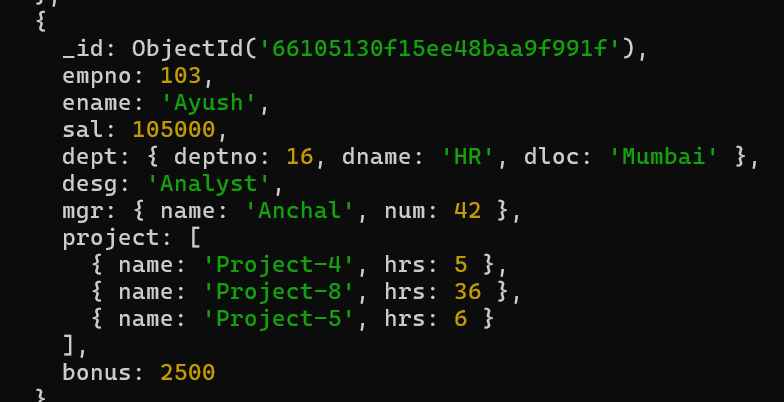 },
{
_id: ObjectId('66105130f15ee48baa9f991f'),
empno: 103,
ename: 'Ayush',
sal: 105000,
dept: { deptno: 16, dname: 'HR', dloc: 'Mumbai' },
desg: 'Analyst',
mgr: { name: 'Anchal', num: 42 },
project: [
{ name: 'Project-4', hrs: 5 },
{ name: 'Project-8', hrs: 36 },
{ name: 'Project-5', hrs: 6 }
],
bonus: 2500
}